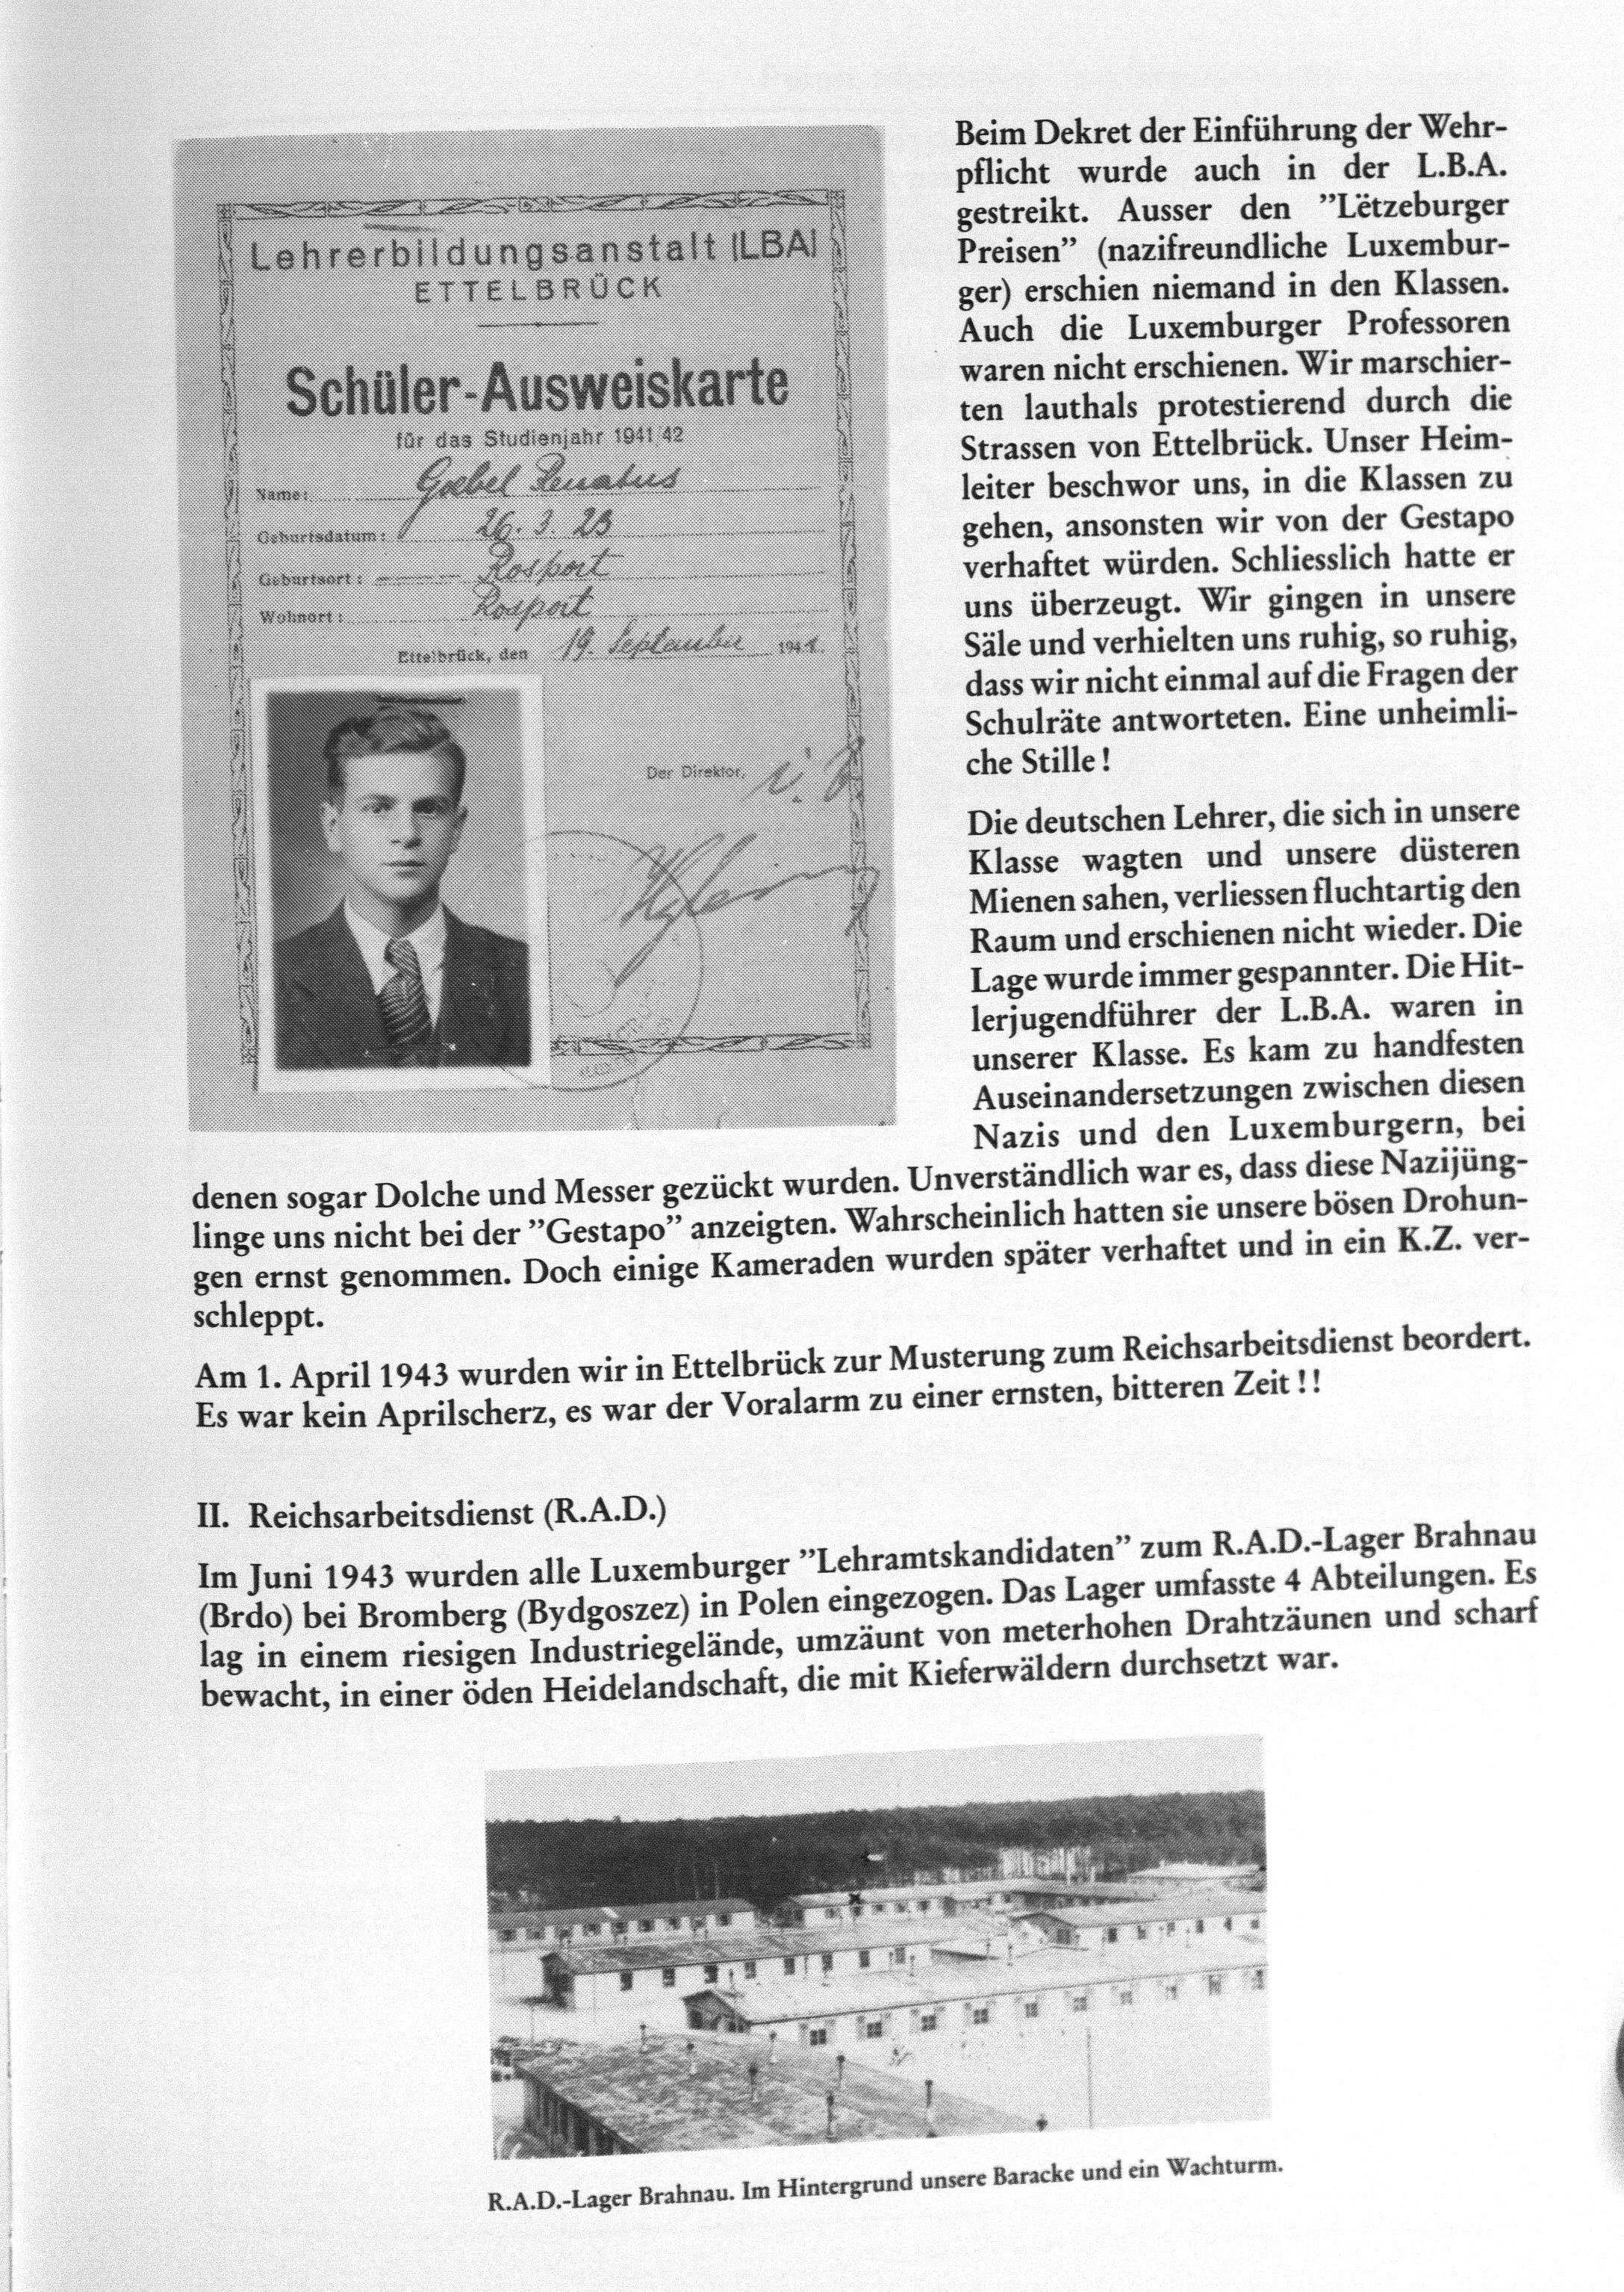 Lehrerbildungsanstalt (LBA)
ETTELBRÜCK
Schüler-Ausweiskarte
für das Studienjahr 1941/42
Name: Goebel Renatus
Geburtsdatum: 26. 3. 23
Geburtsort: Rosport
Wohnort: Rosport
Ettelbrück, den 19. September 1941.
Der Direktor,
Beim Dekret der Einführung der Wehr-
pflicht wurde auch in der L.B.A.
gestreikt. Ausser den ”Lëtzeburger
Preisen” (nazifreundliche Luxembur-
ger) erschien niemand in den Klassen.
Auch die Luxemburger Professoren
waren nicht erschienen. Wir marschier-
ten lauthals protestierend durch die
Strassen von Ettelbrück. Unser Heim-
leiter beschwor uns, in die Klassen zu
gehen, ansonsten wir von der Gestapo
verhaftet würden. Schliesslich hatte er
uns überzeugt. Wir gingen in unsere
Säle und verhielten uns ruhig, so ruhig,
dass wir nicht einmal auf die Fragen der
Schulräte antworteten. Eine unheimli-
che Stille!
Die deutschen Lehrer, die sich in unsere
Klasse wagten und unsere düsteren
Mienen sahen, verliessen fluchtartig den
Raum und erschienen nicht wieder. Die
Lage wurde immer gespannter. Die Hit-
lerjugendführer der L.B.A. waren in
unserer Klasse. Es kam zu handfesten
Auseinandersetzungen zwischen diesen
Nazis und den Luxemburgern, bei
denen sogar Dolche und Messer gezückt wurden. Unverständlich war es, dass diese Nazijüng-
linge uns nicht bei der ”Gestapo” anzeigten. Wahrscheinlich hatten sie unsere bösen Drohun-
gen ernst genommen. Doch einige Kameraden wurden später verhaftet und in ein K.Z. ver-
schleppt.
Am 1. April 1943 wurden wir in Ettelbrück zur Musterung zum Reichsarbeitsdienst beordert.
Es war kein Aprilscherz, es war der Voralarm zu einer ernsten, bitteren Zeit!!
II. Reichsarbeitsdienst (R.A.D.)
Im Juni 1943 wurden alle Luxemburger ”Lehramtskandidaten” zum R.A.D.-Lager Brahnau
(Brdo) bei Bromberg (Bydgoszez) in Polen eingezogen. Das Lager umfasste 4 Abteilungen. Es
lag in einem riesigen Industriegelände, umzäunt von meterhohen Drahtzäunen und scharf
bewacht, in einer öden Heidelandschaft, die mit Kieferwäldern durchsetzt war.
R.A.D.-Lager Brahnau. Im Hintergrund unsere Baracke und ein Wachturm.